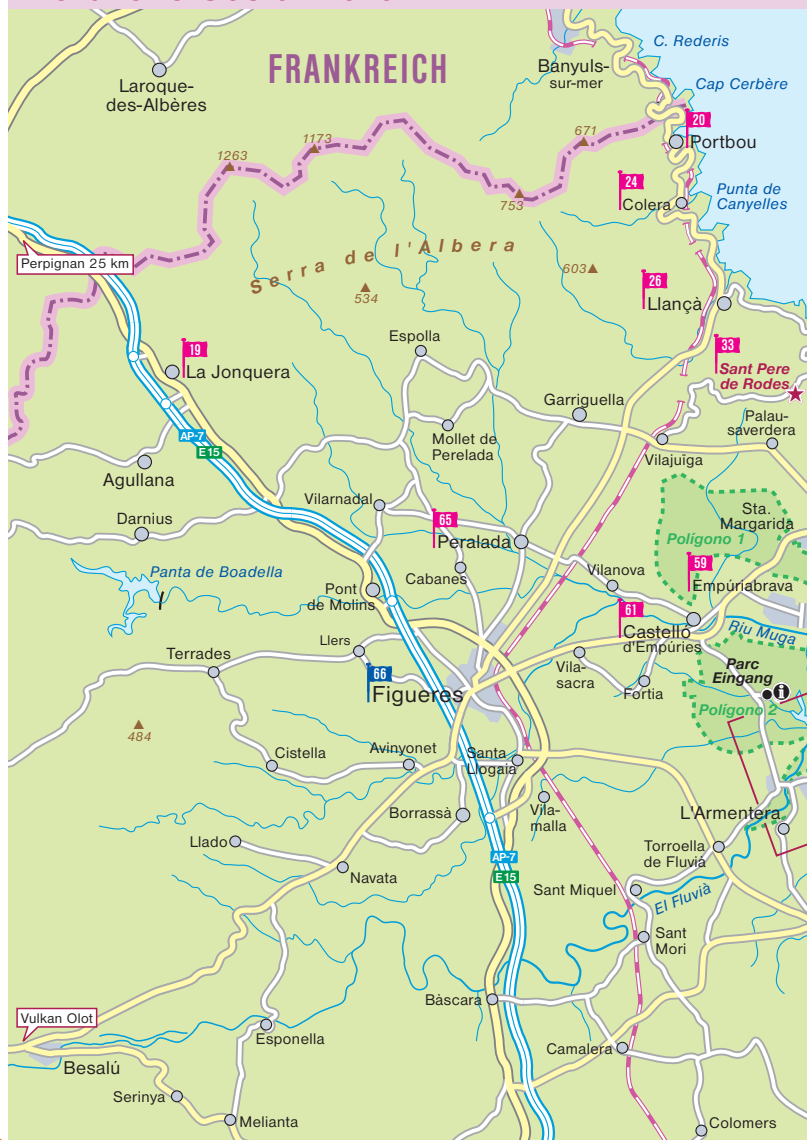 FRANKREICH
C. Rederis
Banyuls-
sur-mer
Cap Cerbère
Laroque-
des-Albères
20
Portbou
1263
1173
671
24
Colera
Punta de
Canyelles
753
Perpignan 25 km
Serra de l'Albera
534
603
26
Llançà
19
La Jonquera
Espolla
33
Sant Pere
de Rodes
Garriguella
Palau-
saverdera
Mollet de
Perelada
Vilajuïga
AP-7
E15
Agullana
Vilarnadal
Darnius
65
Peralada
Sta.
Margarida
Polígono 1
59
Empúriabrava
Panta de Boadella
Pont
de Molins
Cabanes
Vilanova
61
Castelló
d'Empúries
Riu Muga
Llers
Terrades
66
Figueres
Vila-
sacra
Fortia
Parc
Eingang
i
Polígono 2
484
Cistella
Avinyonet
Santa
Llogaia
Borrassà
Vila-
malla
L'Armentera
Llado
Navata
AP-7
E15
Torroella
de Fluvià
Sant Miquel
El Fluvià
Sant
Mori
Bàscara
Vulkan Olot
Esponella
Camalera
Besalú
Serinya
Melianta
Colomers